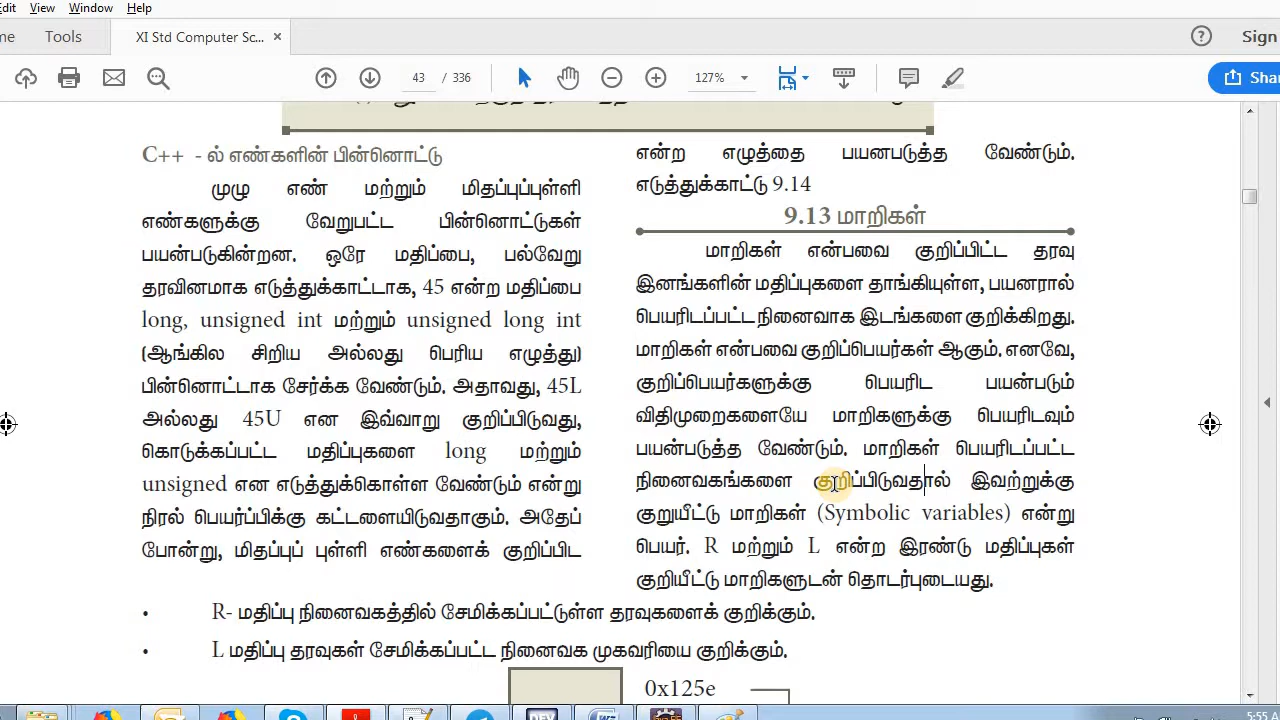 Edit View Window Help
Tools XI Std Computer Sc... × ? Sign
43 / 336 127% Sha
C++ - ல் எண்களின் பின்னொட்டு
முழு எண் மற்றும் மிதப்புப்புள்ளி
எண்களுக்கு வேறுபட்ட பின்னொட்டுகள்
பயன்படுகின்றன. ஒரே மதிப்பை, பல்வேறு
தரவினமாக எடுத்துக்காட்டாக, 45 என்ற மதிப்பை
long, unsigned int மற்றும் unsigned long int
(ஆங்கில சிறிய அல்லது பெரிய எழுத்து)
பின்னொட்டாக சேர்க்க வேண்டும். அதாவது, 45L
அல்லது 45U என இவ்வாறு குறிப்பிடுவது,
கொடுக்கப்பட்ட மதிப்புகளை long மற்றும்
unsigned என எடுத்துக்கொள்ள வேண்டும் என்று
நிரல் பெயர்ப்பிக்கு கட்டளையிடுவதாகும். அதேப்
போன்று, மிதப்புப் புள்ளி எண்களைக் குறிப்பிட
என்ற எழுத்தை பயனபடுத்த வேண்டும்.
எடுத்துக்காட்டு 9.14
9.13 மாறிகள்
மாறிகள் என்பவை குறிப்பிட்ட தரவு
இனங்களின் மதிப்புகளை தாங்கியுள்ள, பயனரால்
பெயரிடப்பட்ட நினைவாக இடங்களை குறிக்கிறது.
மாறிகள் என்பவை குறிப்பெயர்கள் ஆகும். எனவே,
குறிப்பெயர்களுக்கு பெயரிட பயன்படும்
விதிமுறைகளையே மாறிகளுக்கு பெயரிடவும்
பயன்படுத்த வேண்டும். மாறிகள் பெயரிடப்பட்ட
நினைவகங்களை குறிப்பிடுவதால் இவற்றுக்கு
குறுயீட்டு மாறிகள் (Symbolic variables) என்று
பெயர். R மற்றும் L என்ற இரண்டு மதிப்புகள்
குறியீட்டு மாறிகளுடன் தொடர்புடையது.
• R- மதிப்பு நினைவகத்தில் சேமிக்கப்பட்டுள்ள தரவுகளைக் குறிக்கும்.
• L மதிப்பு தரவுகள் சேமிக்கப்பட்ட நினைவக முகவரியை குறிக்கும்.
0x125e
5:55 A